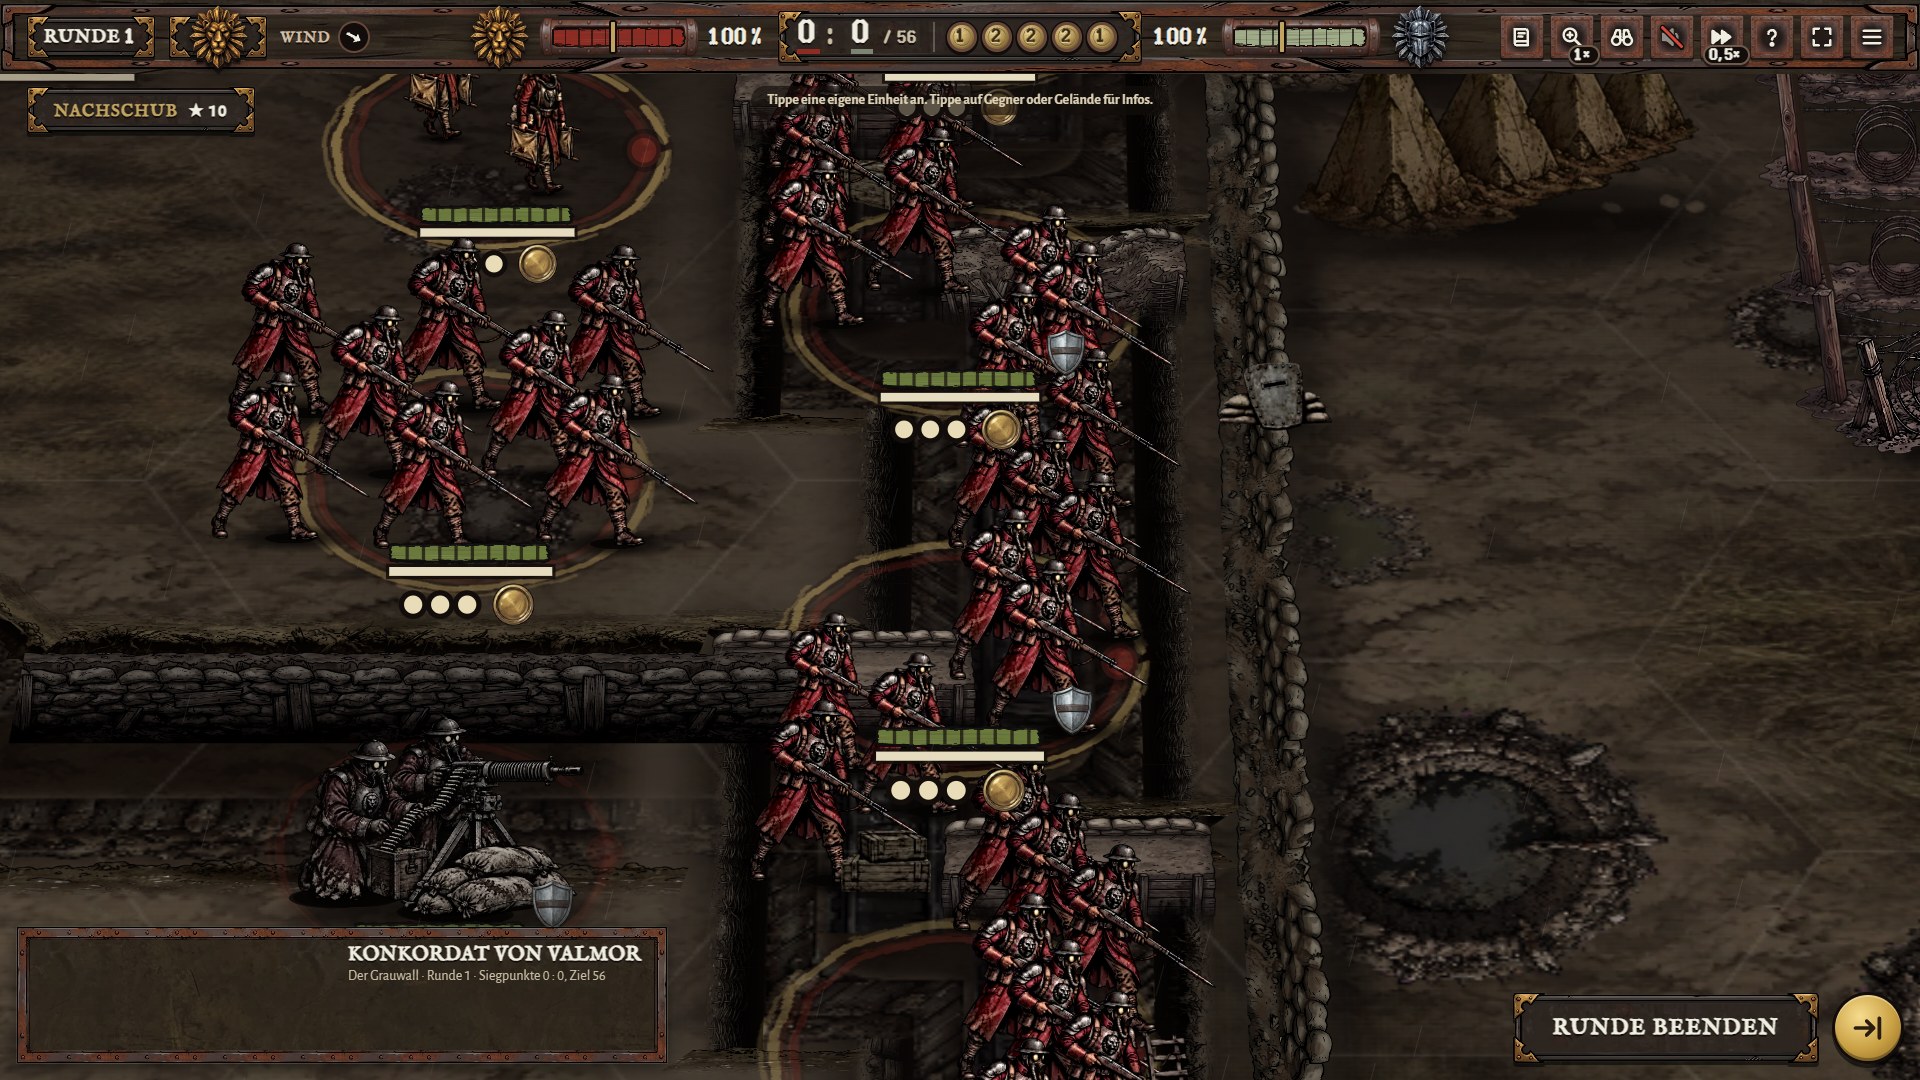 RUNDE 1
WIND
100%
0 : 0 / 56
1 2 2 2 1
100%
1×
0,5×
?
NACHSCHUB ★ 10
Tippe eine eigene Einheit an. Tippe auf Gegner oder Gelände für Infos.
KONKORDAT VON VALMOR
Der Grauwall · Runde 1 · Siegpunkte 0 : 0, Ziel 56
RUNDE BEENDEN